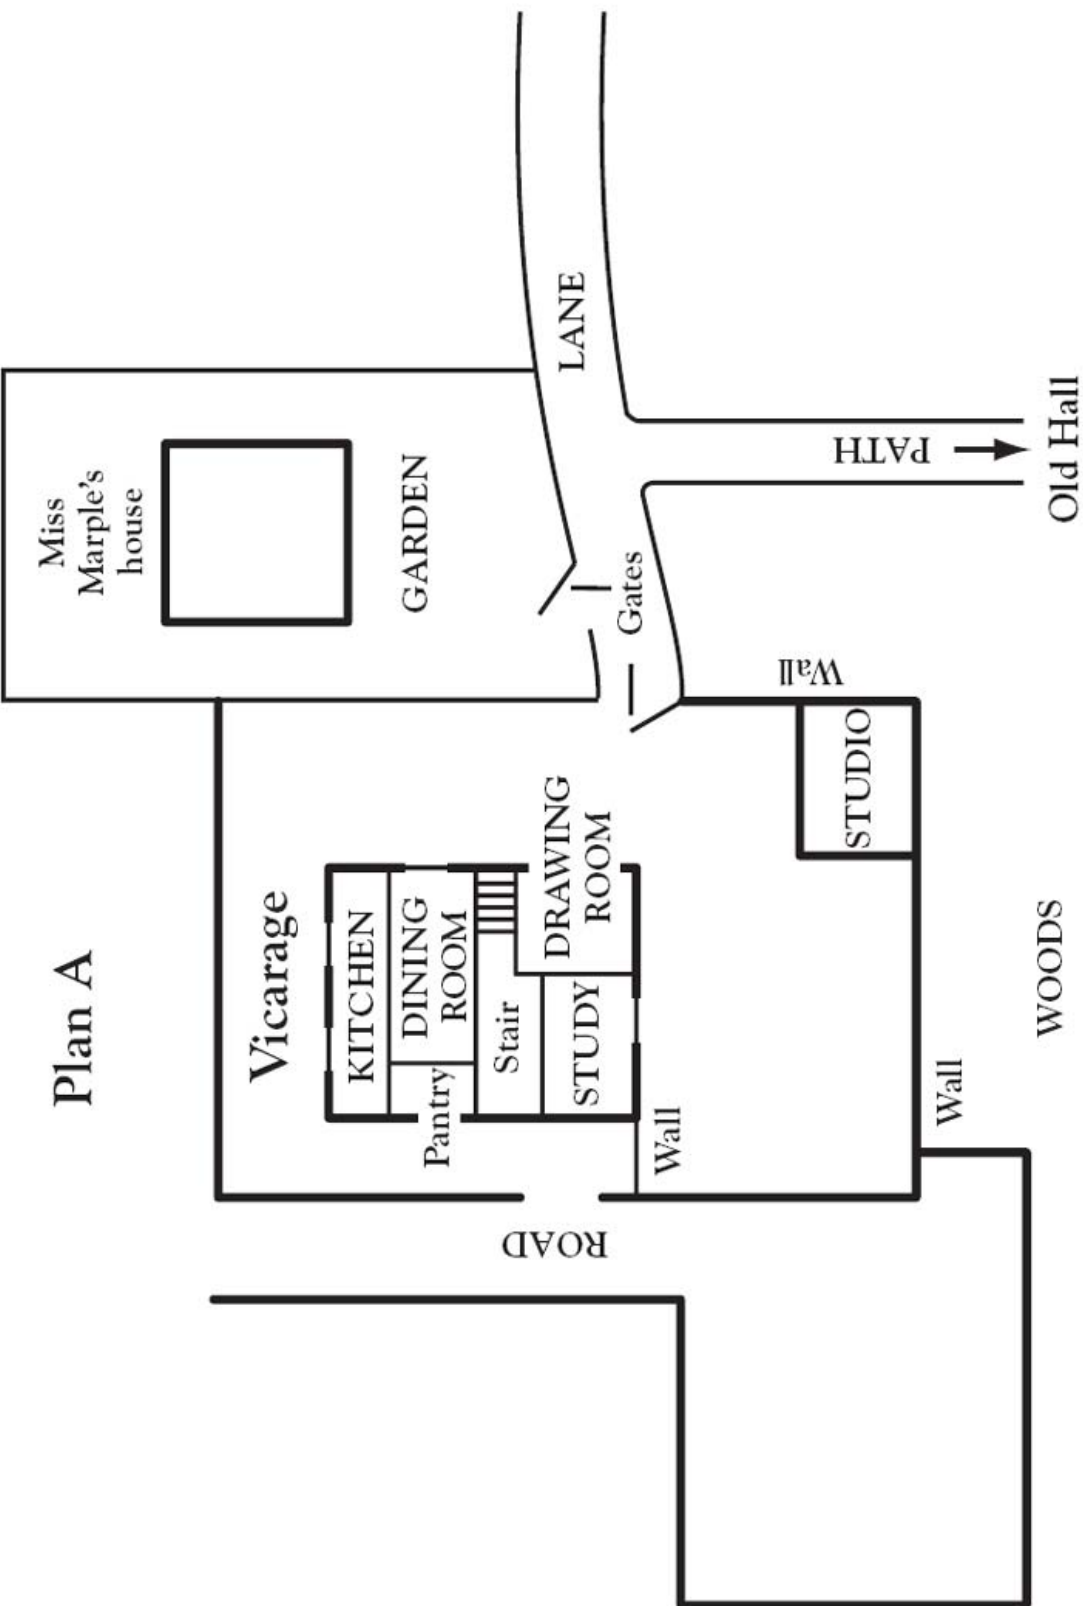 Plan A
Miss
Marple's
house
Vicarage
KITCHEN
DINING
ROOM
Pantry
Stair
STUDY
DRAWING
ROOM
GARDEN
LANE
Gates
ROAD
Wall
Wall
STUDIO
Wall
PATH
Old Hall
WOODS